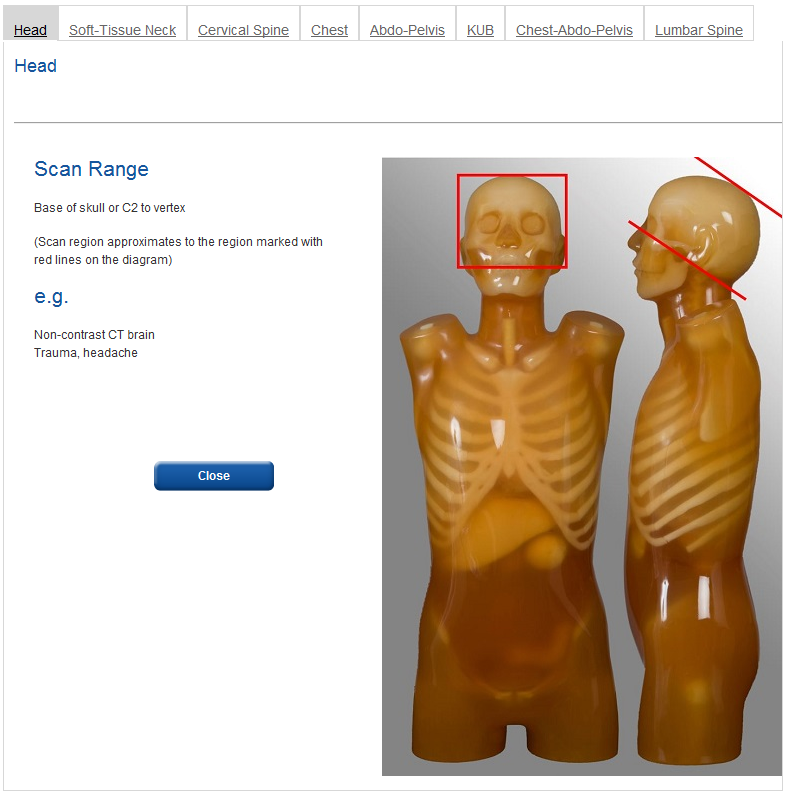 Head Soft-Tissue Neck Cervical Spine Chest Abdo-Pelvis KUB Chest-Abdo-Pelvis Lumbar Spine
Head
Scan Range
Base of skull or C2 to vertex
(Scan region approximates to the region marked with
red lines on the diagram)
e.g.
Non-contrast CT brain
Trauma, headache
Close